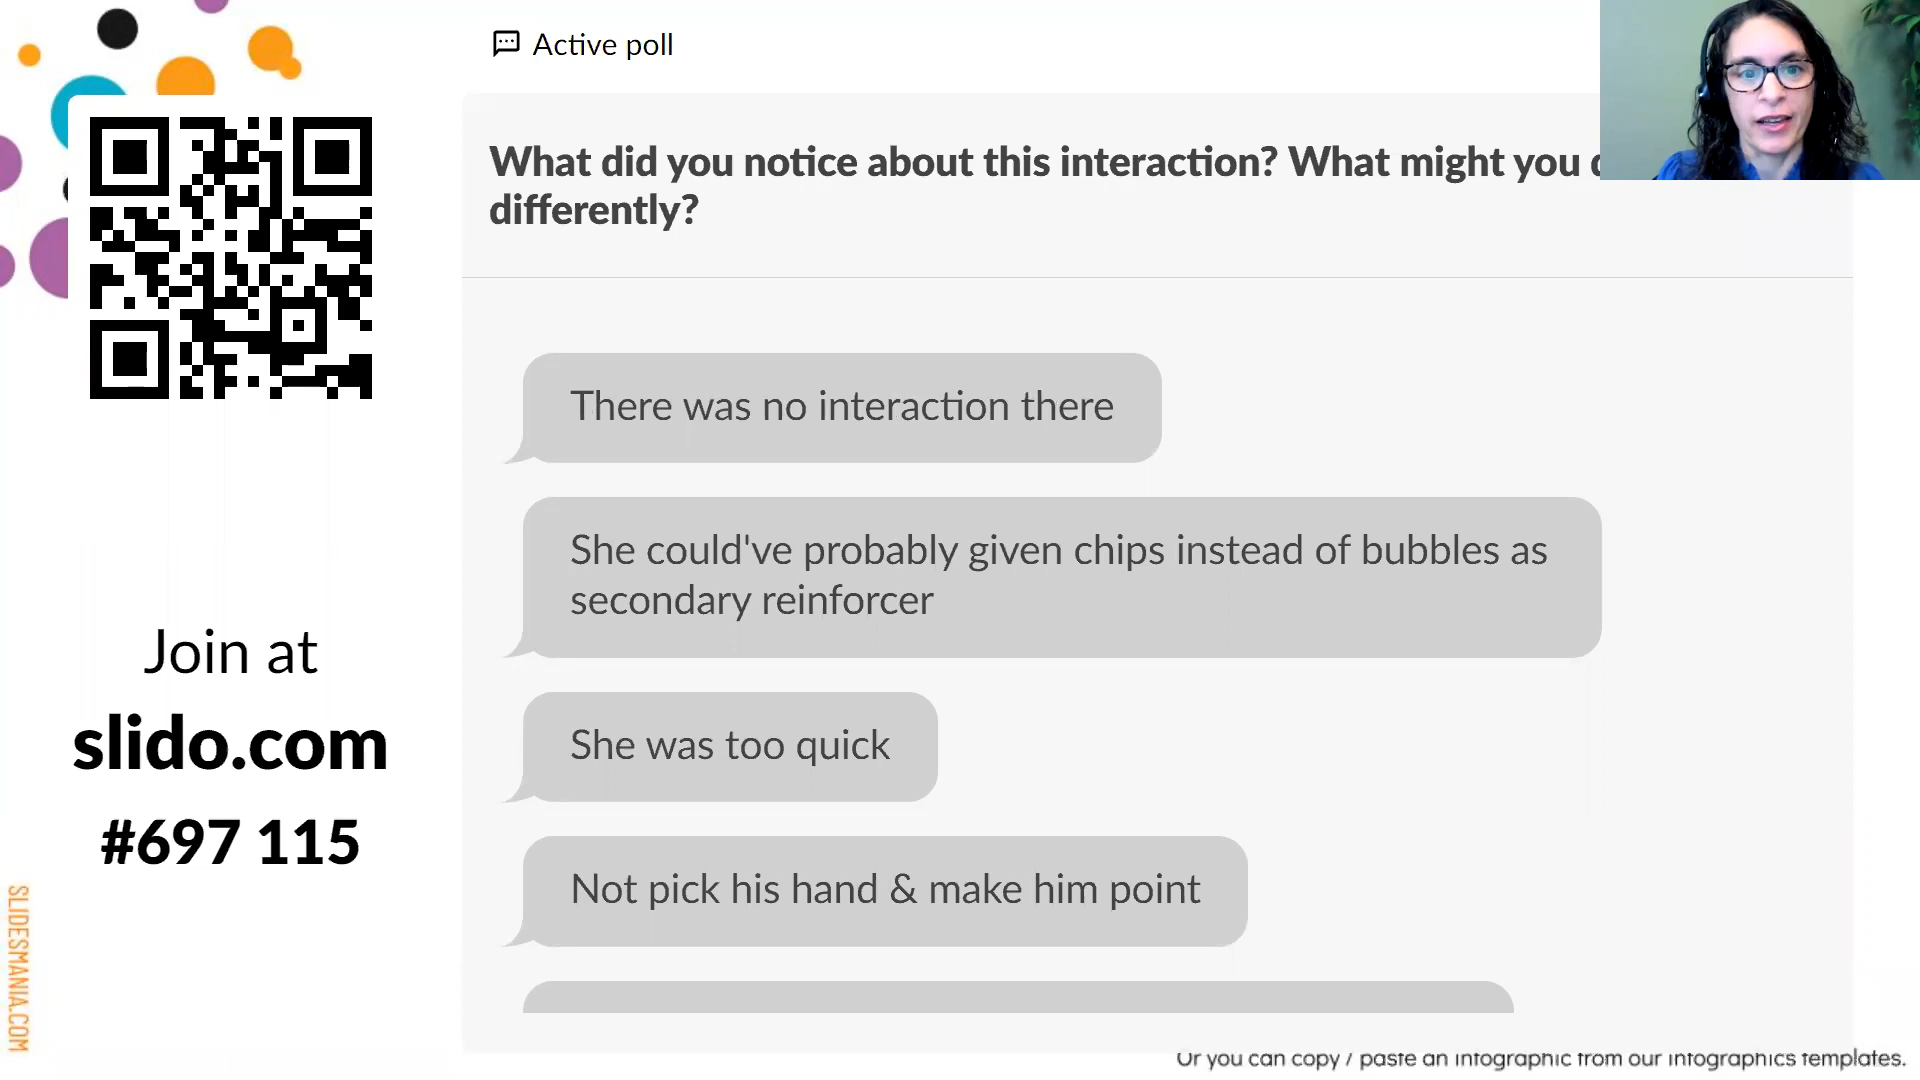 Active poll
What did you notice about this interaction? What might you
differently?
There was no interaction there
She could've probably given chips instead of bubbles as
secondary reinforcer
She was too quick
Not pick his hand & make him point
Join at
slido.com
#697 115
SLIDESMANIA.COM
Or you can copy / paste an infographic from our infographics templates.